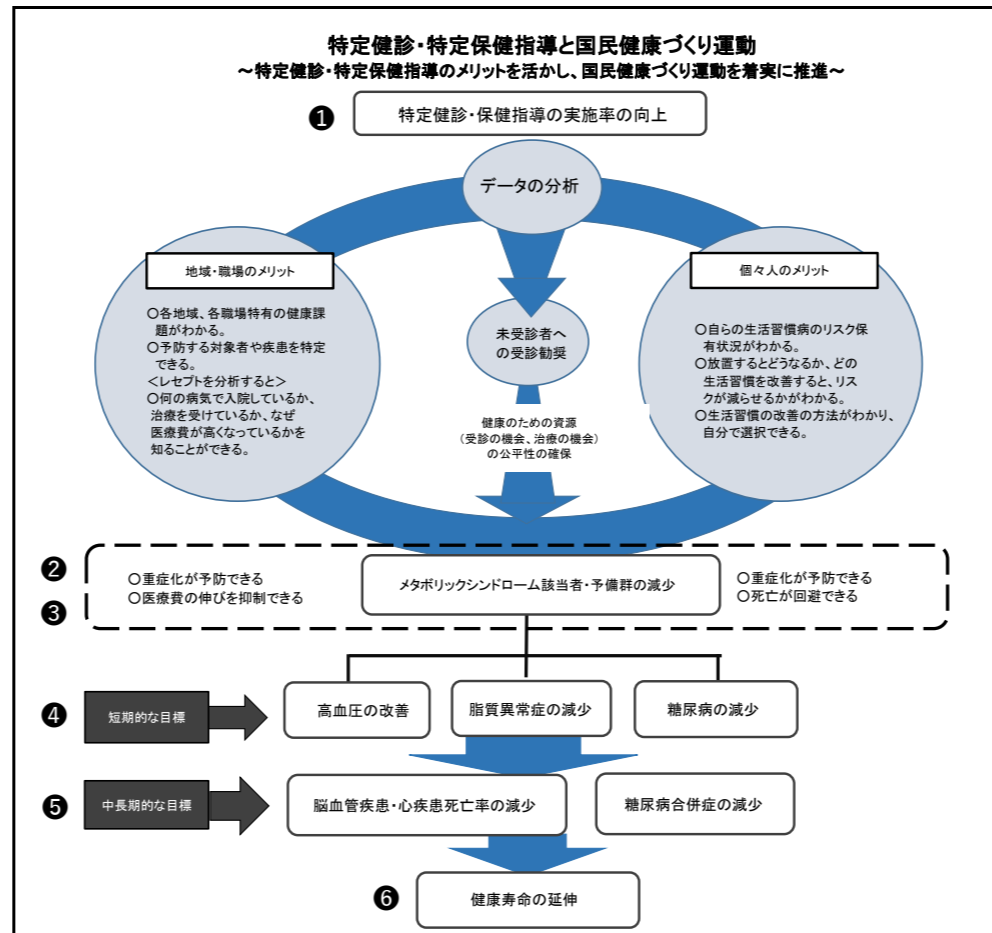 特定健診・特定保健指導と国民健康づくり運動
～特定健診・特定保健指導のメリットを活かし、国民健康づくり運動を着実に推進～
❶
特定健診・保健指導の実施率の向上
データの分析
地域・職場のメリット
○各地域、各職場特有の健康課
題がわかる。
○予防する対象者や疾患を特定
できる。
＜レセプトを分析すると＞
○何の病気で入院しているか、
治療を受けているか、なぜ
医療費が高くなっているかを
知ることができる。
未受診者へ
の受診勧奨
健康のための資源
（受診の機会、治療の機会）
の公平性の確保
個々人のメリット
○自らの生活習慣病のリスク保
有状況がわかる。
○放置するとどうなるか、どの
生活習慣を改善すると、リス
クが減らせるかがわかる。
○生活習慣の改善の方法がわかり、
自分で選択できる。
❷
❸
○重症化が予防できる
○医療費の伸びを抑制できる
メタボリックシンドローム該当者・予備群の減少
○重症化が予防できる
○死亡が回避できる
❹
短期的な目標
高血圧の改善
脂質異常症の減少
糖尿病の減少
❺
中長期的な目標
脳血管疾患・心疾患死亡率の減少
糖尿病合併症の減少
❻
健康寿命の延伸